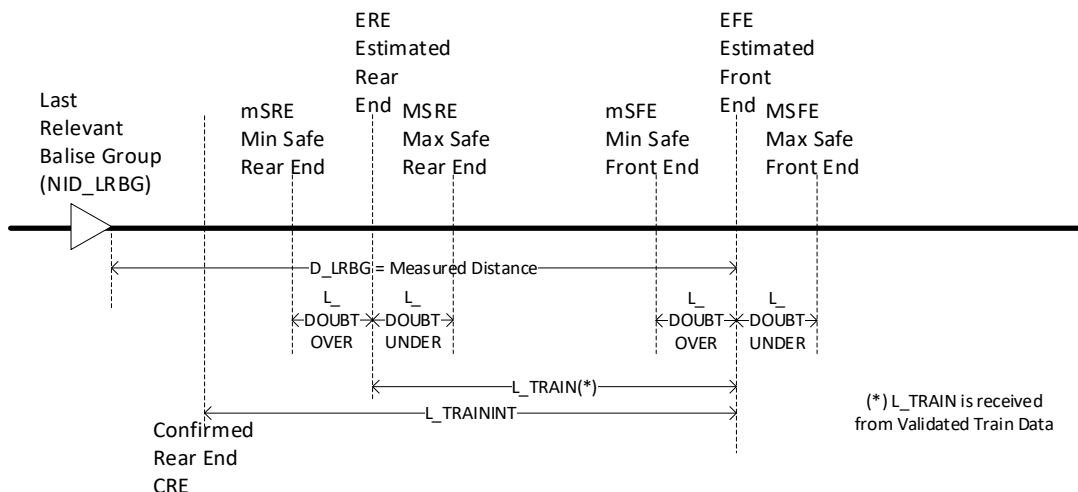 ERE
Estimated
Rear
End
EFE
Estimated
Front
End
Last
Relevant
Balise Group
(NID_LRBG)
mSRE
Min Safe
Rear End
MSRE
Max Safe
Rear End
mSFE
Min Safe
Front End
MSFE
Max Safe
Front End
D_LRBG = Measured Distance
L_
DOUBT
OVER
L_
DOUBT
UNDER
L_
DOUBT
OVER
L_
DOUBT
UNDER
L_TRAIN(*)
L_TRAININT
(*) L_TRAIN is received
from Validated Train Data
Confirmed
Rear End
CRE